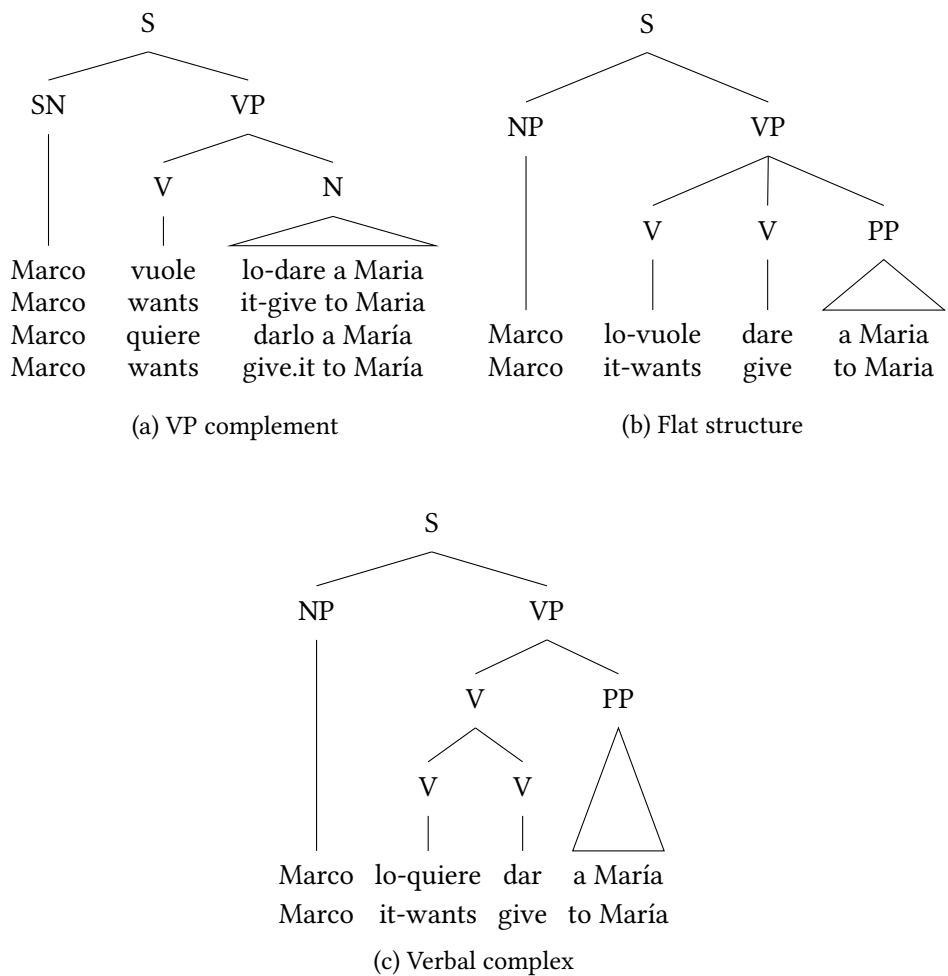 S
SN VP
V N
Marco vuole lo-dare a Maria
Marco wants it-give to Maria
Marco quiere darlo a María
Marco wants give.it to María
(a) VP complement
S
NP VP
V V PP
Marco lo-vuole dare a Maria
Marco it-wants give to Maria
(b) Flat structure
S
NP VP
V PP
V V
Marco lo-quiere dar a María
Marco it-wants give to María
(c) Verbal complex